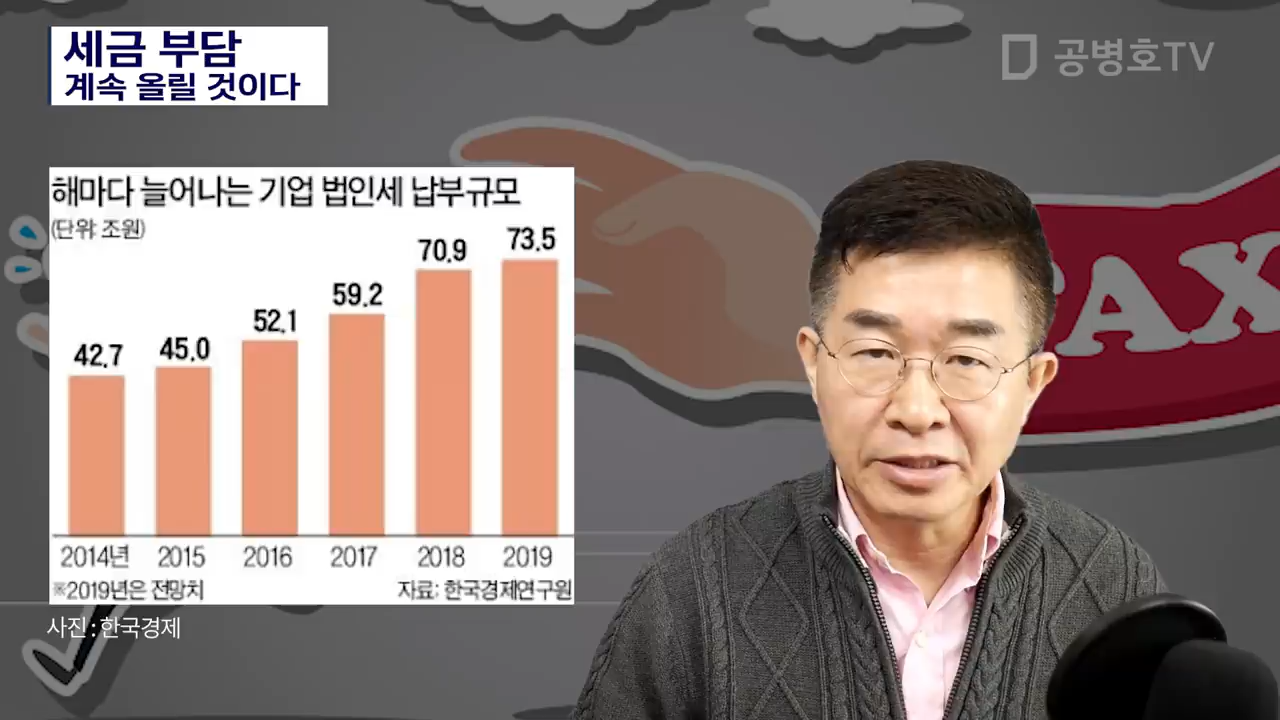 세금 부담
계속 올릴 것이다
공병호TV
해마다 늘어나는 기업 법인세 납부규모
(단위: 조원)
42.7
45.0
52.1
59.2
70.9
73.5
2014년
2015
2016
2017
2018
2019
※2019년은 전망치
자료: 한국경제연구원
사진 : 한국경제
TAX